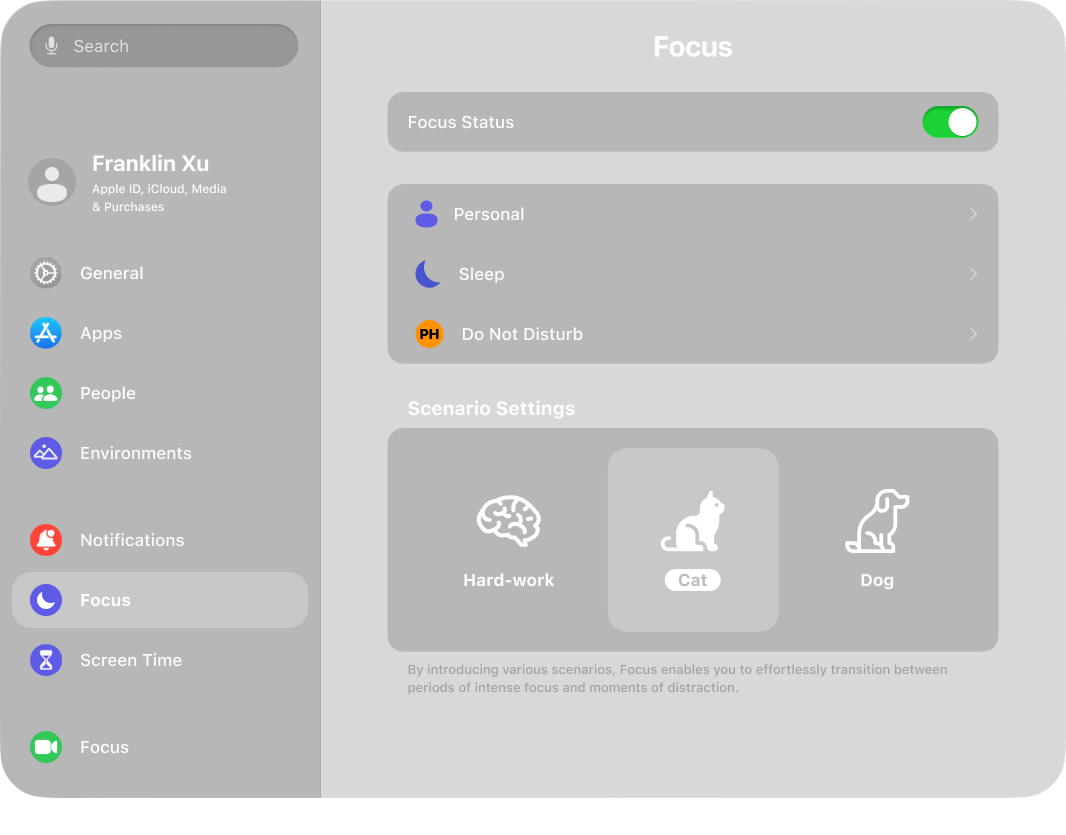 Search
Franklin Xu
Apple ID, iCloud, Media
& Purchases
General
Apps
People
Environments
Notifications
Focus
Screen Time
Focus
Focus
Focus Status
Personal
Sleep
PH Do Not Disturb
Scenario Settings
Hard-work
Cat
Dog
By introducing various scenarios, Focus enables you to effortlessly transition between
periods of intense focus and moments of distraction.